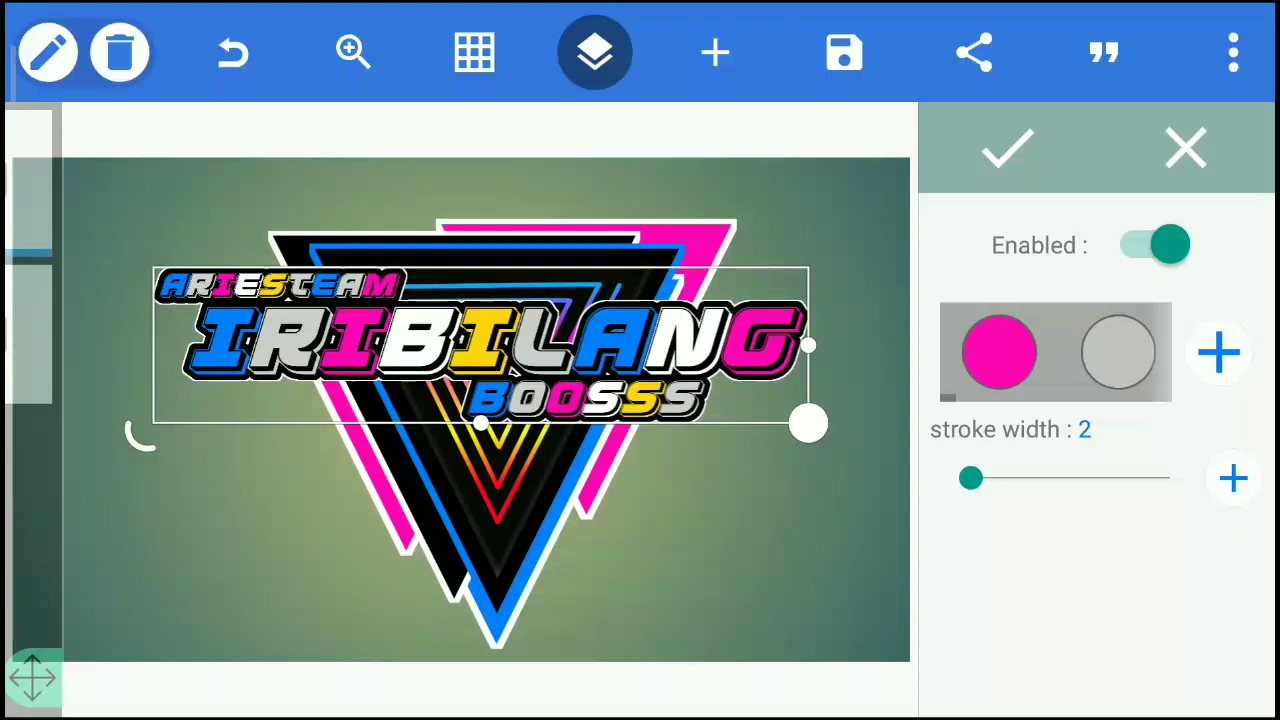 Enabled :
ARIESTEAM
IRIBILANG
BOOSSS
stroke width : 2